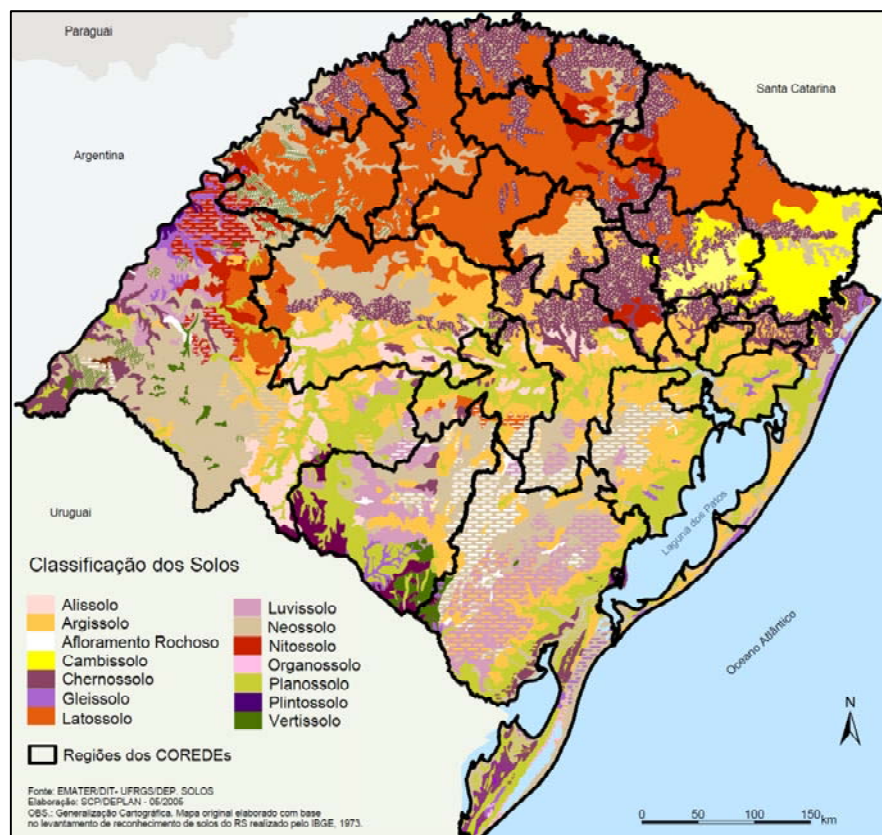 Paraguai
Santa Catarina
Argentina
Uruguai
Laguna dos Patos
Oceano Atlântico
Classificação dos Solos
Alissolo
Argissolo
Afloramento Rochoso
Cambissolo
Chernossolo
Gleissolo
Latossolo
Luvissolo
Neossolo
Nitossolo
Organossolo
Planossolo
Plintossolo
Vertissolo
Regiões dos COREDEs
N
Fonte: EMATER/DIT- UFRGS/DEP. SOLOS
Elaboração: SCP/DEPLAN - 05/2005
OBS.: Generalização Cartográfica. Mapa original elaborado com base
no levantamento de reconhecimento de solos do RS realizado pelo IBGE, 1973.
0 50 100 150 km